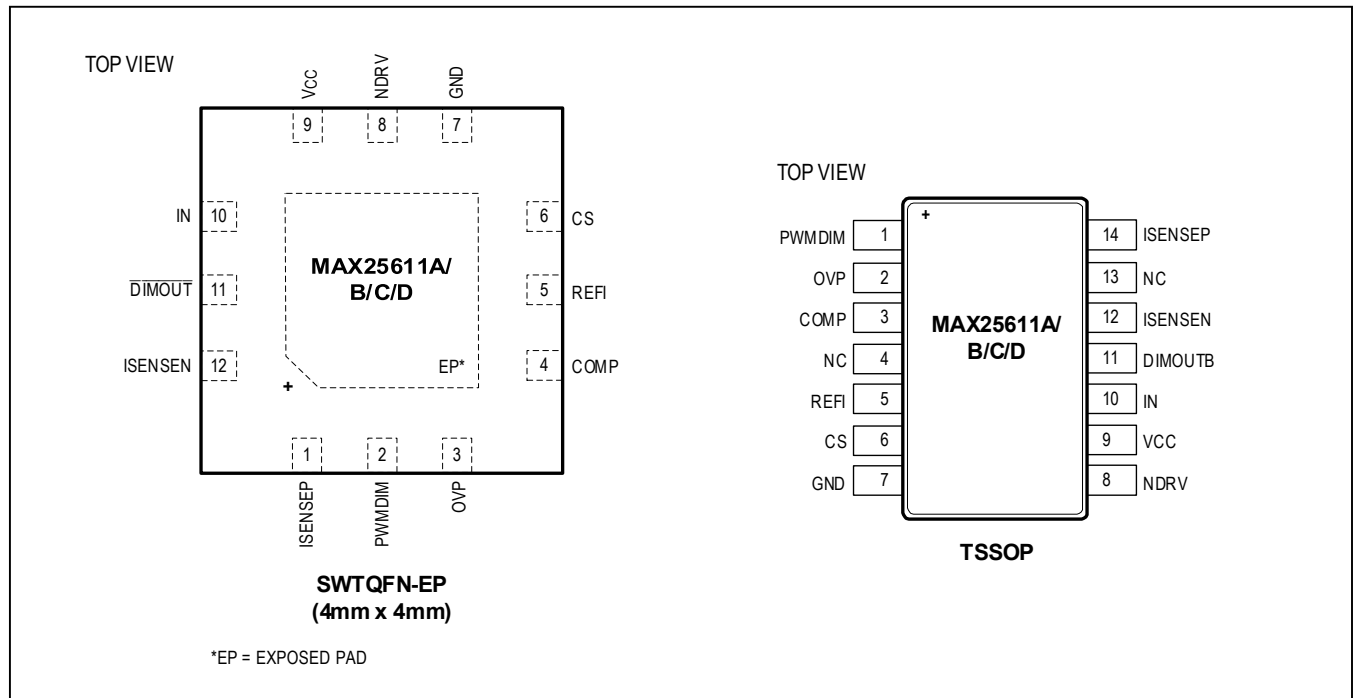 TOP VIEW
VCC
NDRV
GND
9
8
7
IN
10
6
CS
DIMOUT
11
5
REFI
ISENSEN
12
4
COMP
MAX25611A/
B/C/D
EP*
+
1
2
3
ISENSEP
PWMDIM
OVP
SWTQFN-EP
(4mm x 4mm)
*EP = EXPOSED PAD
TOP VIEW
+
PWMDIM
1
14
ISENSEP
OVP
2
13
NC
COMP
3
12
ISENSEN
NC
4
11
DIMOUTB
REFI
5
10
IN
CS
6
9
VCC
GND
7
8
NDRV
MAX25611A/
B/C/D
TSSOP